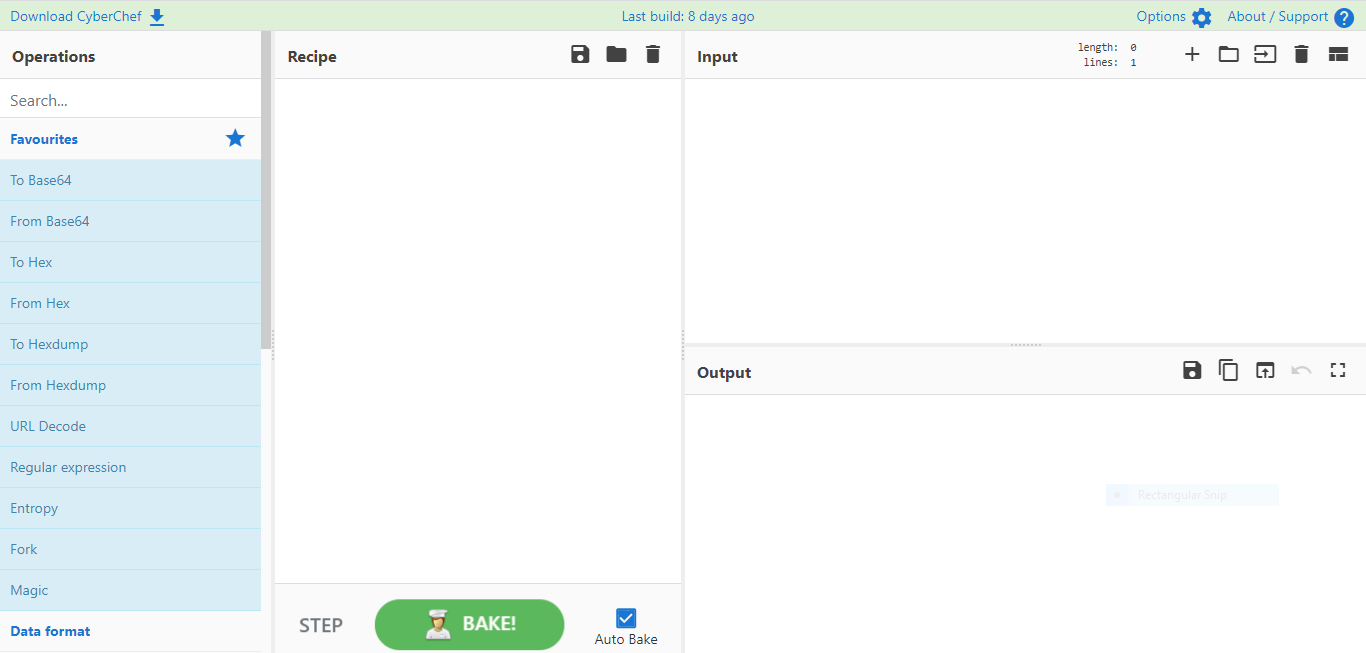 Download CyberChef
Last build: 8 days ago
Options
About / Support
Operations
Search...
Favourites
To Base64
From Base64
To Hex
From Hex
To Hexdump
From Hexdump
URL Decode
Regular expression
Entropy
Fork
Magic
Data format
Recipe
STEP
BAKE!
Auto Bake
Input
length: 0
lines: 1
Output
Rectangular Snip